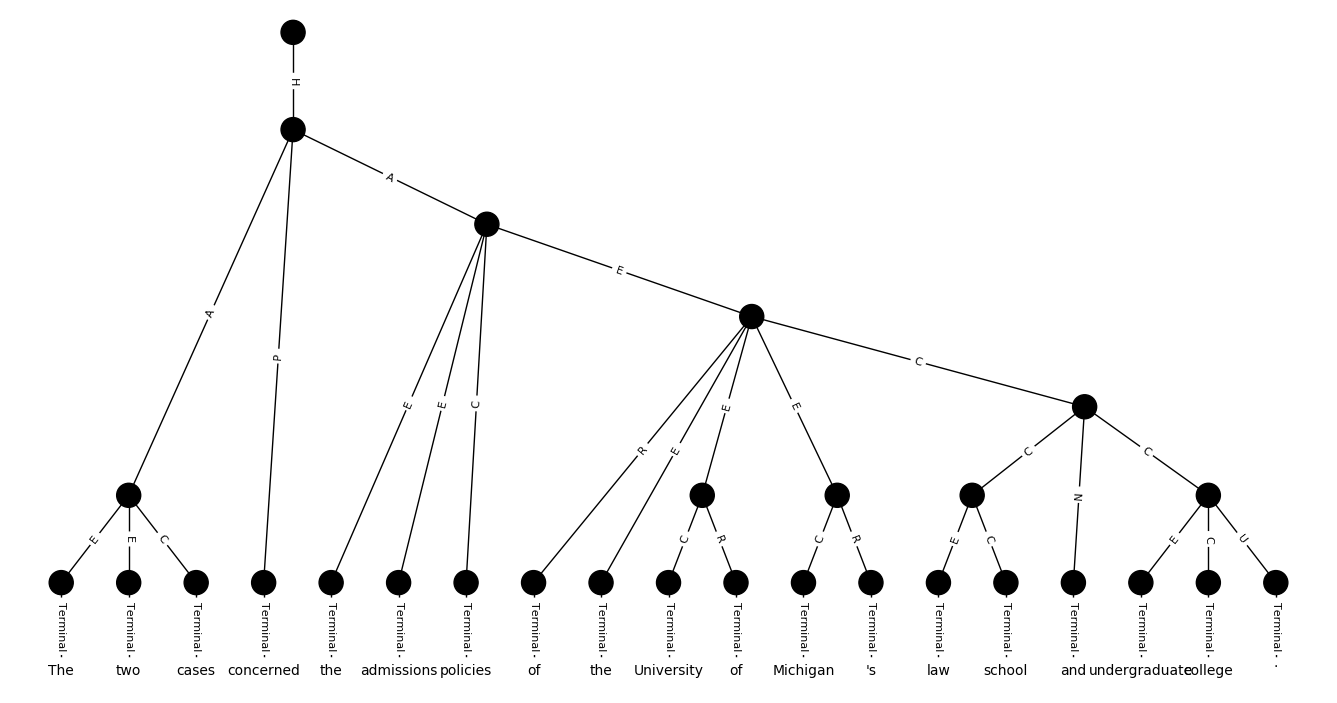 H
A
E
A
P
E
E
C
C
R
E
E
E
C
N
C
E
E
C
C
R
C
R
E
C
E
C
U
Terminal Terminal Terminal Terminal Terminal Terminal Terminal Terminal Terminal Terminal Terminal Terminal Terminal Terminal Terminal Terminal Terminal Terminal Terminal
The two cases concerned the admissions policies of the University of Michigan 's law school and undergraduate college .